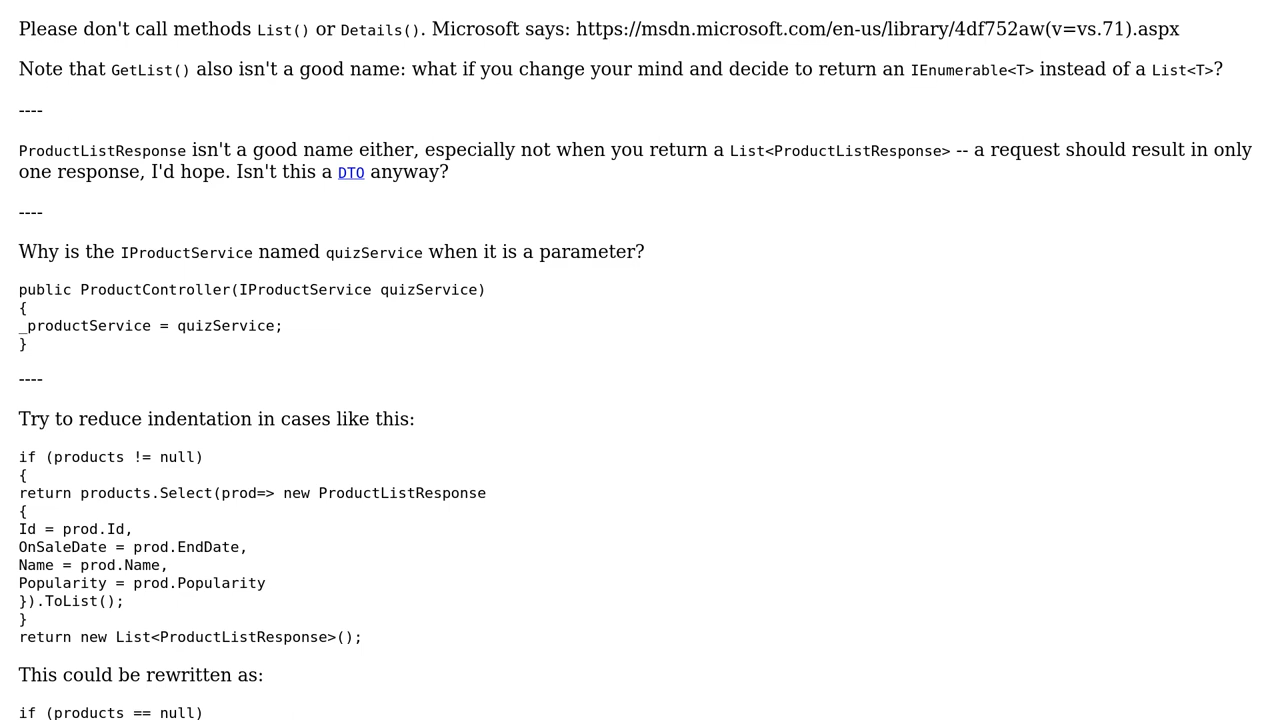 Please don't call methods List() or Details(). Microsoft says: https://msdn.microsoft.com/en-us/library/4df752aw(v=vs.71).aspx
Note that GetList() also isn't a good name: what if you change your mind and decide to return an IEnumerable<T> instead of a List<T>?
----
ProductListResponse isn't a good name either, especially not when you return a List<ProductListResponse> -- a request should result in only
one response, I'd hope. Isn't this a DTO anyway?
----
Why is the IProductService named quizService when it is a parameter?
public ProductController(IProductService quizService)
{
_productService = quizService;
}
----
Try to reduce indentation in cases like this:
if (products != null)
{
return products.Select(prod=> new ProductListResponse
{
Id = prod.Id,
OnSaleDate = prod.EndDate,
Name = prod.Name,
Popularity = prod.Popularity
}).ToList();
}
return new List<ProductListResponse>();
This could be rewritten as:
if (products == null)